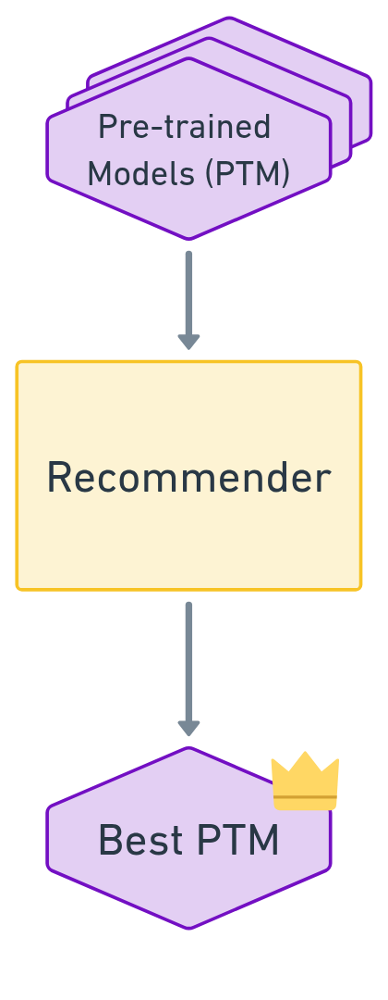 Pre-trained
Models (PTM)
Recommender
Best PTM